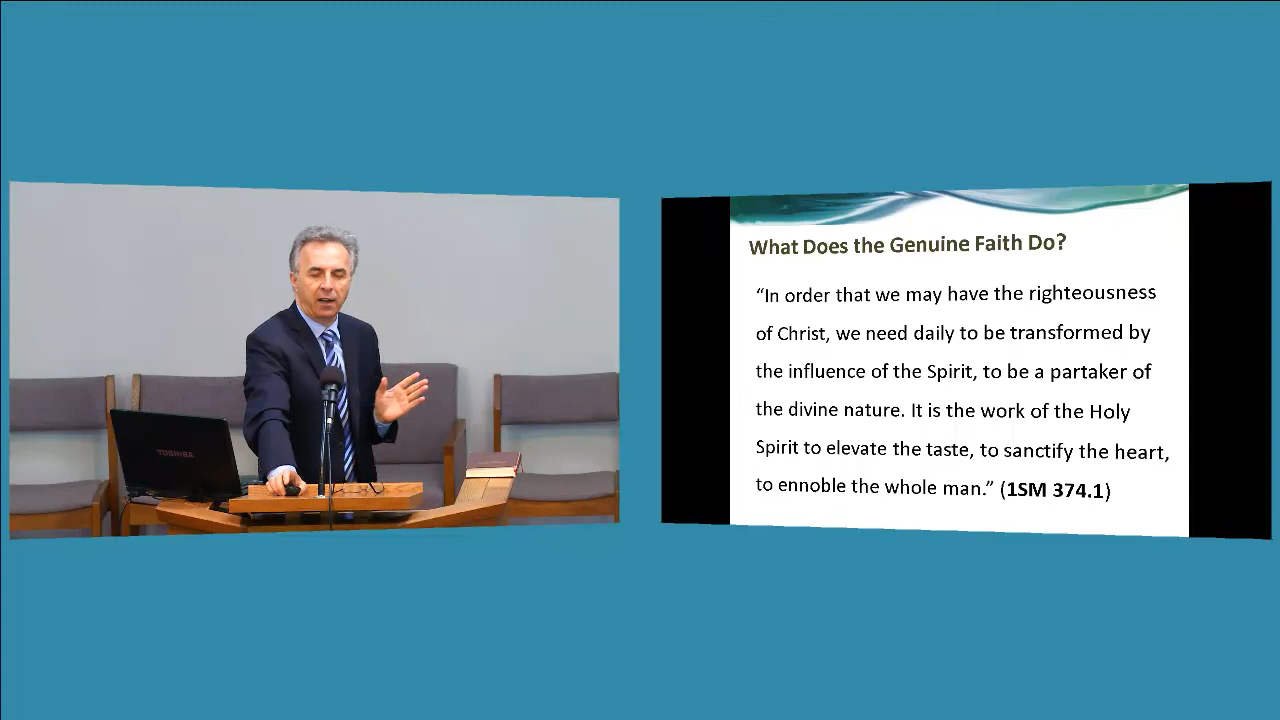 TOSHIBA
What Does the Genuine Faith Do?
“In order that we may have the righteousness
of Christ, we need daily to be transformed by
the influence of the Spirit, to be a partaker of
the divine nature. It is the work of the Holy
Spirit to elevate the taste, to sanctify the heart,
to ennoble the whole man.” (1SM 374.1)